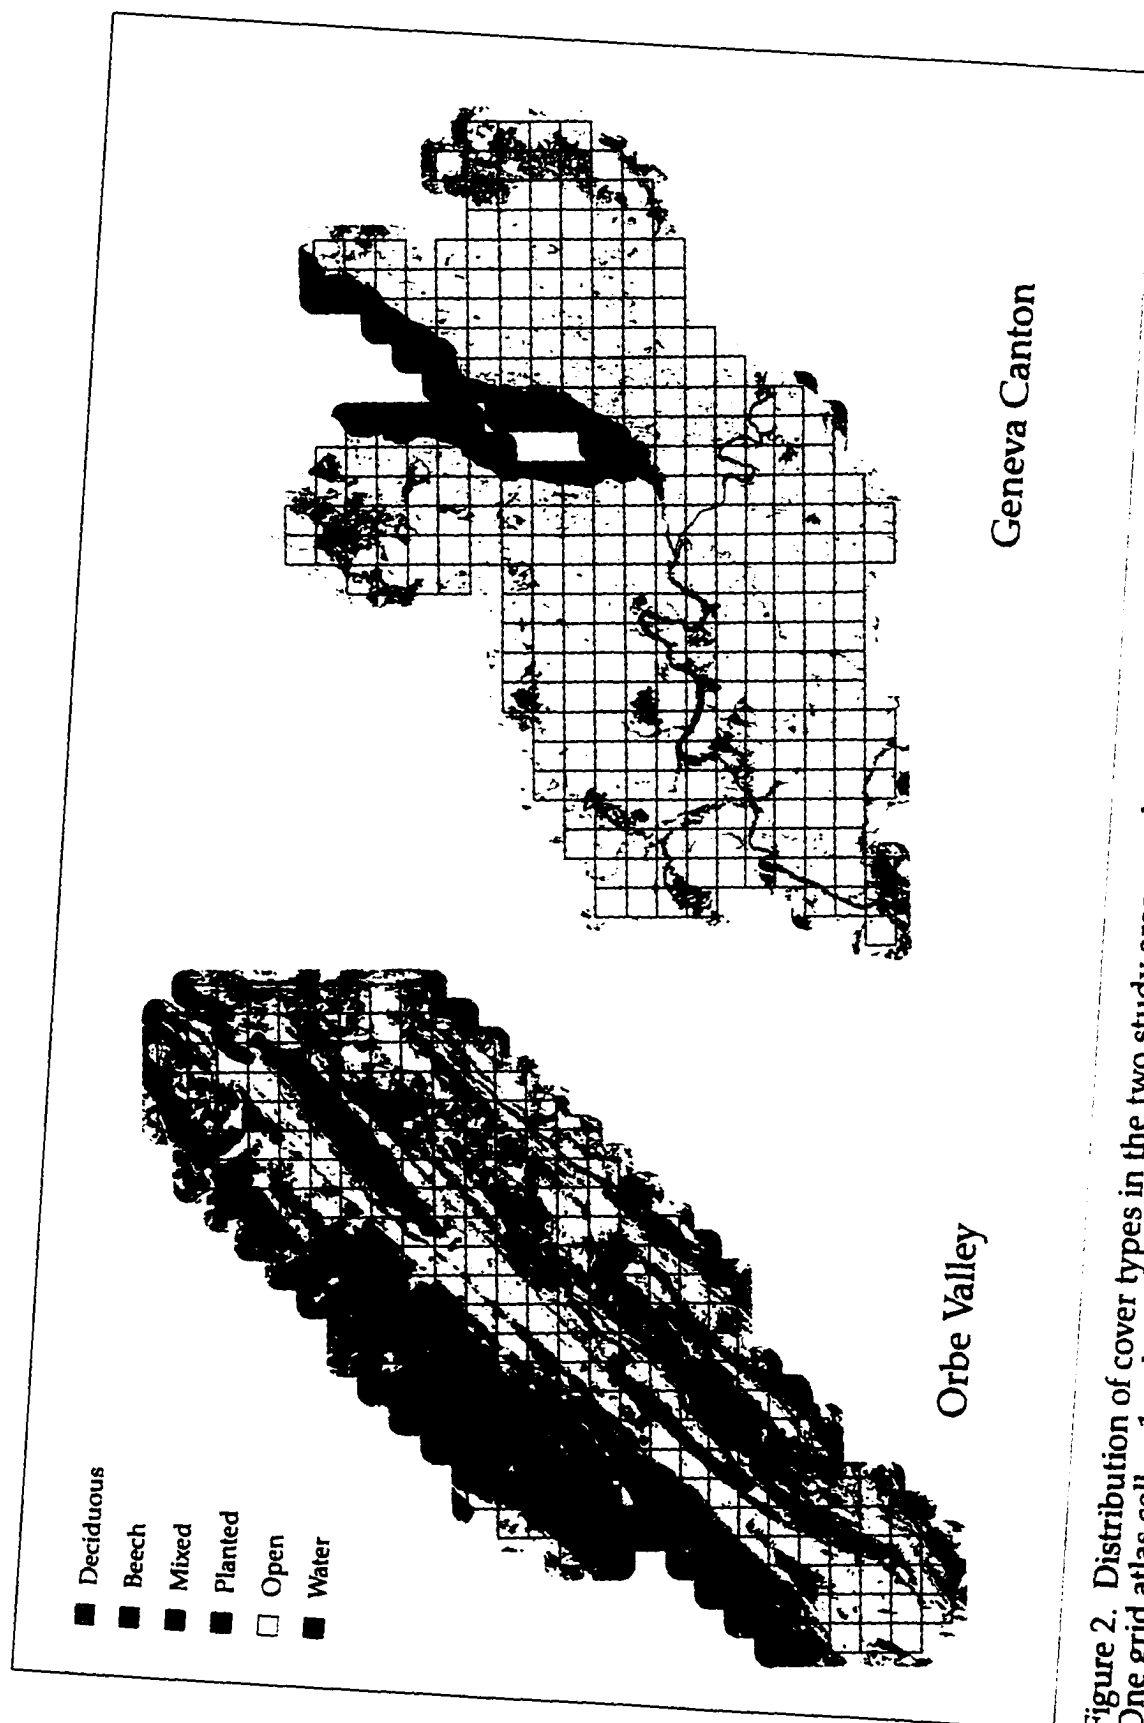 Deciduous
Beech
Mixed
Planted
Open
Water
Orbe Valley
Geneva Canton
Figure 2. Distribution of cover types in the two study
One grid atlas cell